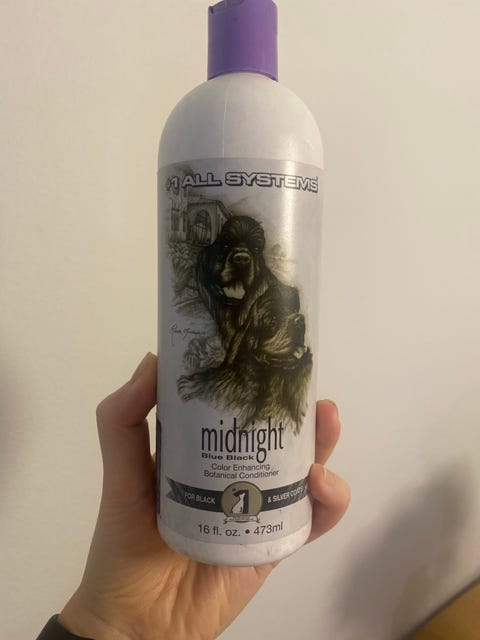 #1 ALL SYSTEMS
midnight
Blue Black
Color Enhancing
Botanical Conditioner
FOR BLACK & SILVER COATS
16 fl. oz. • 473ml